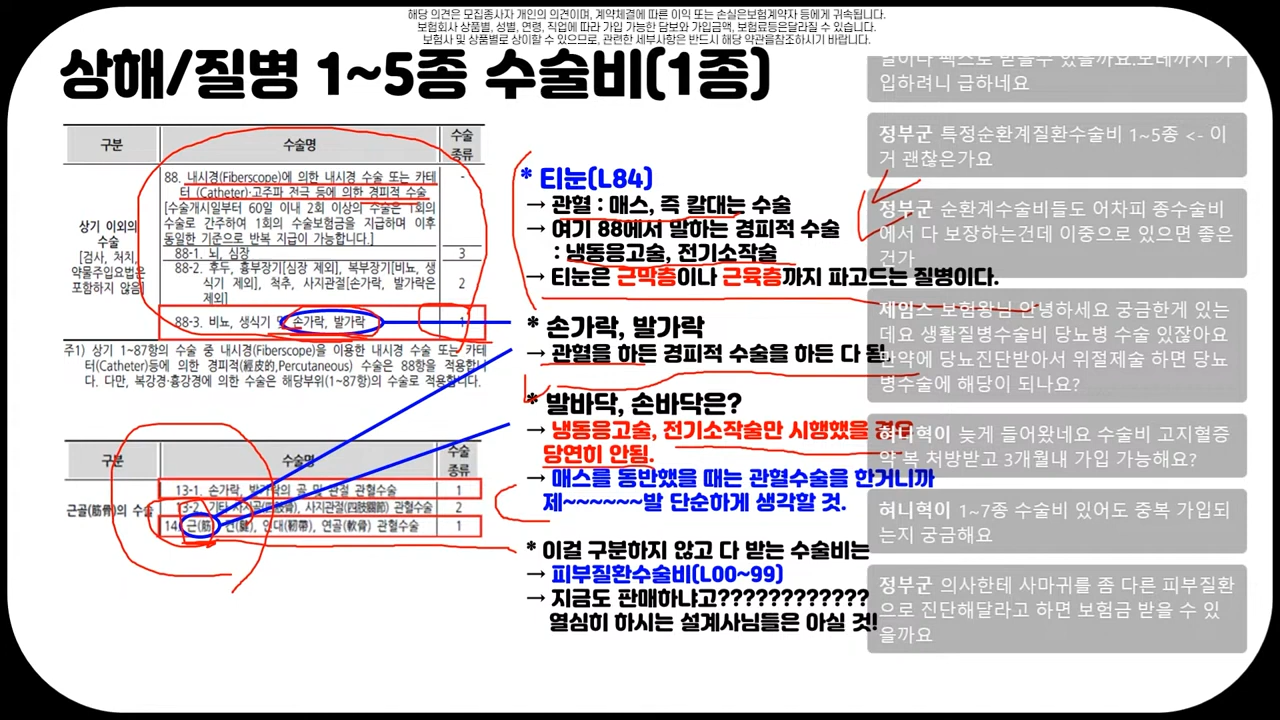 해당 의견은 모집종사자 개인의 의견이며, 계약체결에 따른 이익 또는 손실은보험계약자 등에게 귀속됩니다.
보험회사 상품별, 성별, 연령, 직업에 따라 가입 가능한 담보와 가입금액, 보험료등은달라질 수 있습니다.
보험사 및 상품별로 상이할 수 있으므로, 관련한 세부사항은 반드시 해당 약관을참조하시기 바랍니다.
상해/질병 1~5종 수술비(1종)
구분 수술명 수술
종류
상기 이외의
수술
[검사, 처치,
약물주입요법은
포함하지 않음]
88. 내시경(Fiberscope)에 의한 내시경 수술 또는 카테 -
터 (Catheter)·고주파 전극 등에 의한 경피적 수술
[수술개시일부터 60일 이내 2회 이상의 수술은 1회의
수술로 간주하여 1회의 수술보험금을 지급하며 이후
동일한 기준으로 반복 지급이 가능합니다.]
88-1. 뇌, 심장 3
88-2. 후두, 흉부장기[심장 제외], 복부장기[비뇨, 생
식기 제외], 척추, 사지관절[손가락, 발가락은 2
제외]
88-3. 비뇨, 생식기 및 손가락, 발가락 1
주1) 상기 1~87항의 수술 중 내시경(Fiberscope)을 이용한 내시경 수술 또는 카테
터(Catheter)등에 의한 경피적(經皮的,Percutaneous) 수술은 88항을 적용합니
다. 다만, 복강경·흉강경에 의한 수술은 해당부위(1~87항)의 수술로 적용합니다.
구분 수술명 수술
종류
근골(筋骨)의 수술
13-1. 손가락, 발가락의 골 및 관절 관혈수술 1
13-2. 기타 사지골(四肢骨), 사지관절(四肢關節) 관혈수술 2
14. 근(筋), 건(腱), 인대(靭帶), 연골(軟骨) 관혈수술 1
* 티눈(L84)
→ 관혈 : 매스, 즉 칼대는 수술
→ 여기 88에서 말하는 경피적 수술
: 냉동응고술, 전기소작술
→ 티눈은 근막층이나 근육층까지 파고드는 질병이다.
* 손가락, 발가락
→ 관혈을 하든 경피적 수술을 하든 다 됨.
* 발바닥, 손바닥은?
→ 냉동응고술, 전기소작술만 시행했을 경우
당연히 안됨.
→ 매스를 동반했을 때는 관혈수술을 한거니까
제~~~~~~발 단순하게 생각할 것.
* 이걸 구분하지 않고 다 받는 수술비는
→ 피부질환수술비(L00~99)
→ 지금도 판매하냐고????????????
열심히 하시는 설계사님들은 아실 것!
입하려니 급하네요
정부군 특정순환계질환수술비 1~5종 <- 이
거 괜찮은가요
정부군 순환계수술비들도 어차피 종수술비
에서 다 보장하는건데 이중으로 있으면 좋은
건가
제임스 보험왕님 안녕하세요 궁금한게 있는
데요 생활질병수술비 당뇨병 수술 있잖아요
만약에 당뇨진단받아서 위절제술 하면 당뇨
병수술에 해당이 되나요?
허니혁이 늦게 들어왔네요 수술비 고지혈증
약 복 처방받고 3개월내 가입 가능해요?
허니혁이 1~7종 수술비 있어도 중복 가입되
는지 궁금해요
정부군 의사한테 사마귀를 좀 다른 피부질환
으로 진단해달라고 하면 보험금 받을 수 있
을까요